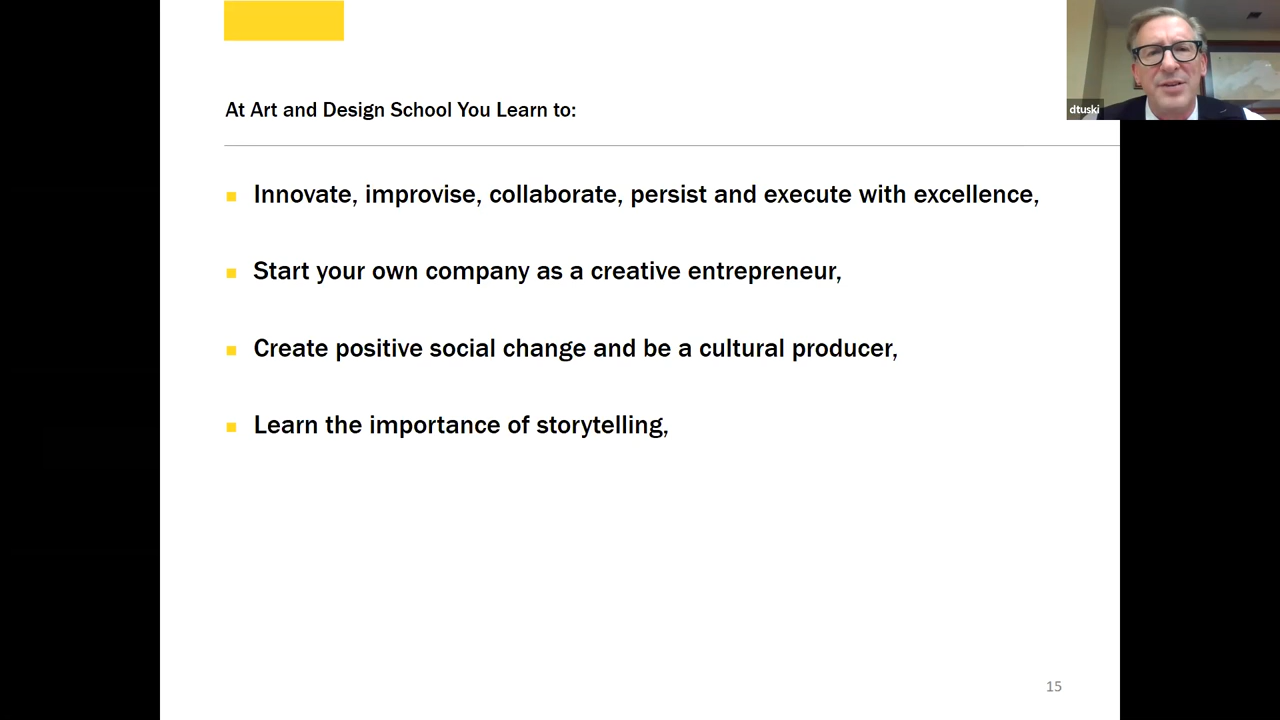 dtuski
At Art and Design School You Learn to:
Innovate, improvise, collaborate, persist and execute with excellence,
Start your own company as a creative entrepreneur,
Create positive social change and be a cultural producer,
Learn the importance of storytelling,
15